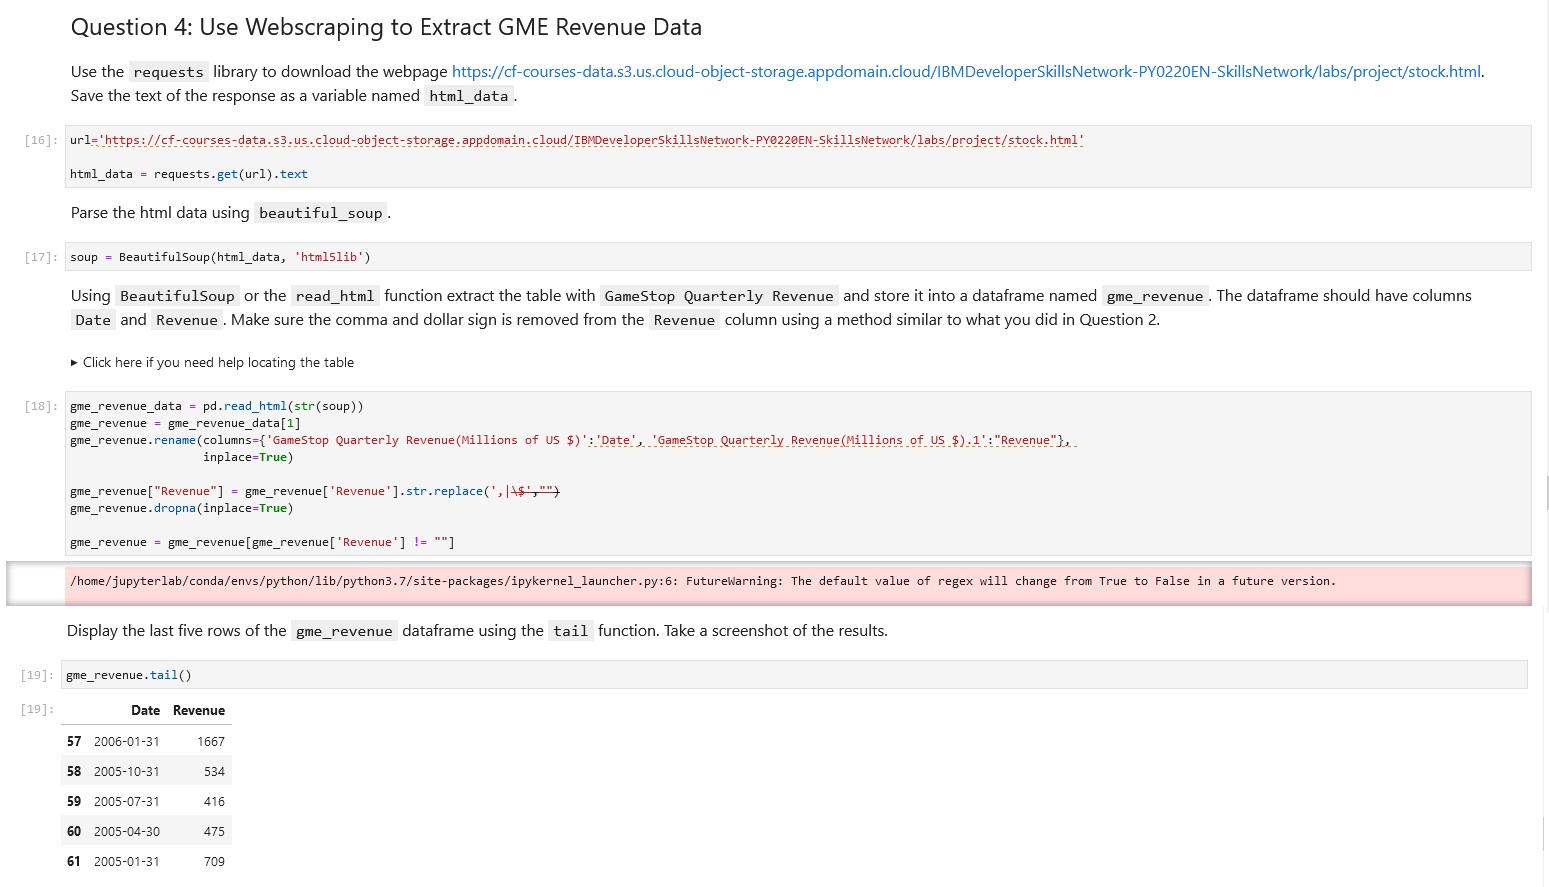 Question 4: Use Webscraping to Extract GME Revenue Data
Use the requests library to download the webpage https://cf-courses-data.s3.us.cloud-object-storage.appdomain.cloud/IBMDeveloperSkillsNetwork-PY0220EN-SkillsNetwork/labs/project/stock.html.
Save the text of the response as a variable named html_data.
[16]: url='https://cf-courses-data.s3.us.cloud-object-storage.appdomain.cloud/IBMDeveloperSkillsNetwork-PY0220EN-SkillsNetwork/labs/project/stock.html'
html_data = requests.get(url).text
Parse the html data using beautiful_soup.
[17]: soup = BeautifulSoup(html_data, 'html5lib')
Using BeautifulSoup or the read_html function extract the table with GameStop Quarterly Revenue and store it into a dataframe named gme_revenue. The dataframe should have columns
Date and Revenue. Make sure the comma and dollar sign is removed from the Revenue column using a method similar to what you did in Question 2.
▸ Click here if you need help locating the table
[18]: gme_revenue_data = pd.read_html(str(soup))
gme_revenue = gme_revenue_data[1]
gme_revenue.rename(columns={'GameStop Quarterly Revenue(Millions of US $)':'Date', 'GameStop Quarterly Revenue(Millions of US $).1':"Revenue"},
inplace=True)
gme_revenue["Revenue"] = gme_revenue['Revenue'].str.replace(',|\$',"")
gme_revenue.dropna(inplace=True)
gme_revenue = gme_revenue[gme_revenue['Revenue'] != ""]
/home/jupyterlab/conda/envs/python/lib/python3.7/site-packages/ipykernel_launcher.py:6: FutureWarning: The default value of regex will change from True to False in a future version.
Display the last five rows of the gme_revenue dataframe using the tail function. Take a screenshot of the results.
[19]: gme_revenue.tail()
[19]: Date Revenue
57 2006-01-31 1667
58 2005-10-31 534
59 2005-07-31 416
60 2005-04-30 475
61 2005-01-31 709